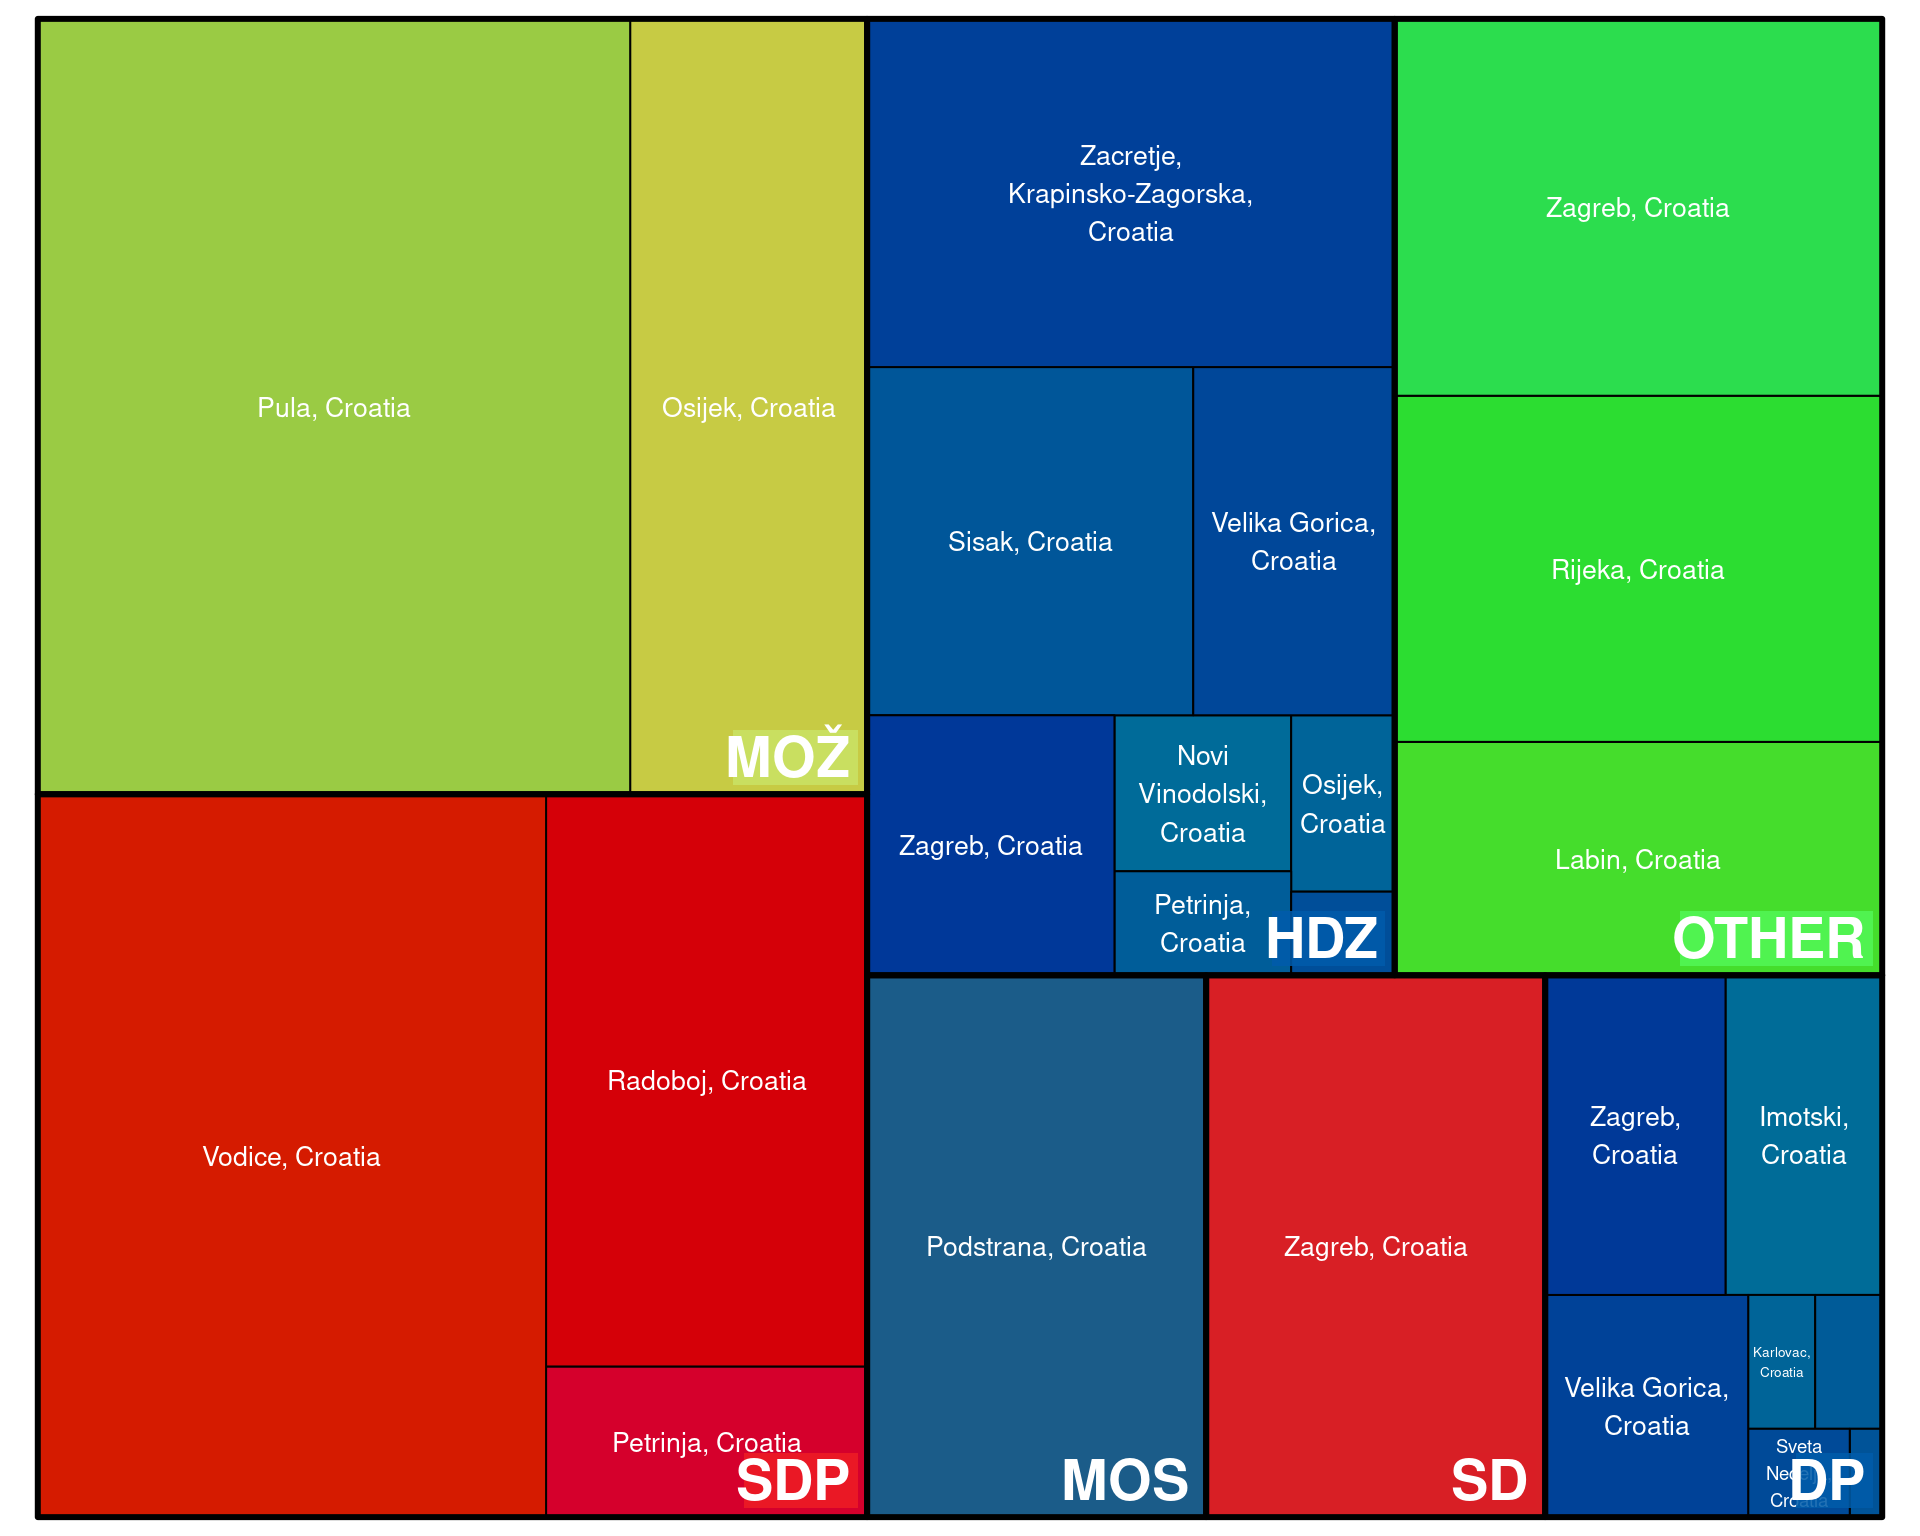 Pula, Croatia
Osijek, Croatia
MOŽ
Vodice, Croatia
Radoboj, Croatia
Petrinja, Croatia
SDP
Zacretje,
Krapinsko-Zagorska,
Croatia
Sisak, Croatia
Velika Gorica,
Croatia
Zagreb, Croatia
Novi
Vinodolski,
Croatia
Osijek,
Croatia
Petrinja,
Croatia
HDZ
Zagreb, Croatia
Rijeka, Croatia
Labin, Croatia
OTHER
Podstrana, Croatia
MOS
Zagreb, Croatia
SD
Zagreb,
Croatia
Imotski,
Croatia
Velika Gorica,
Croatia
Karlovac,
Croatia
Sveta
Croatia
DP